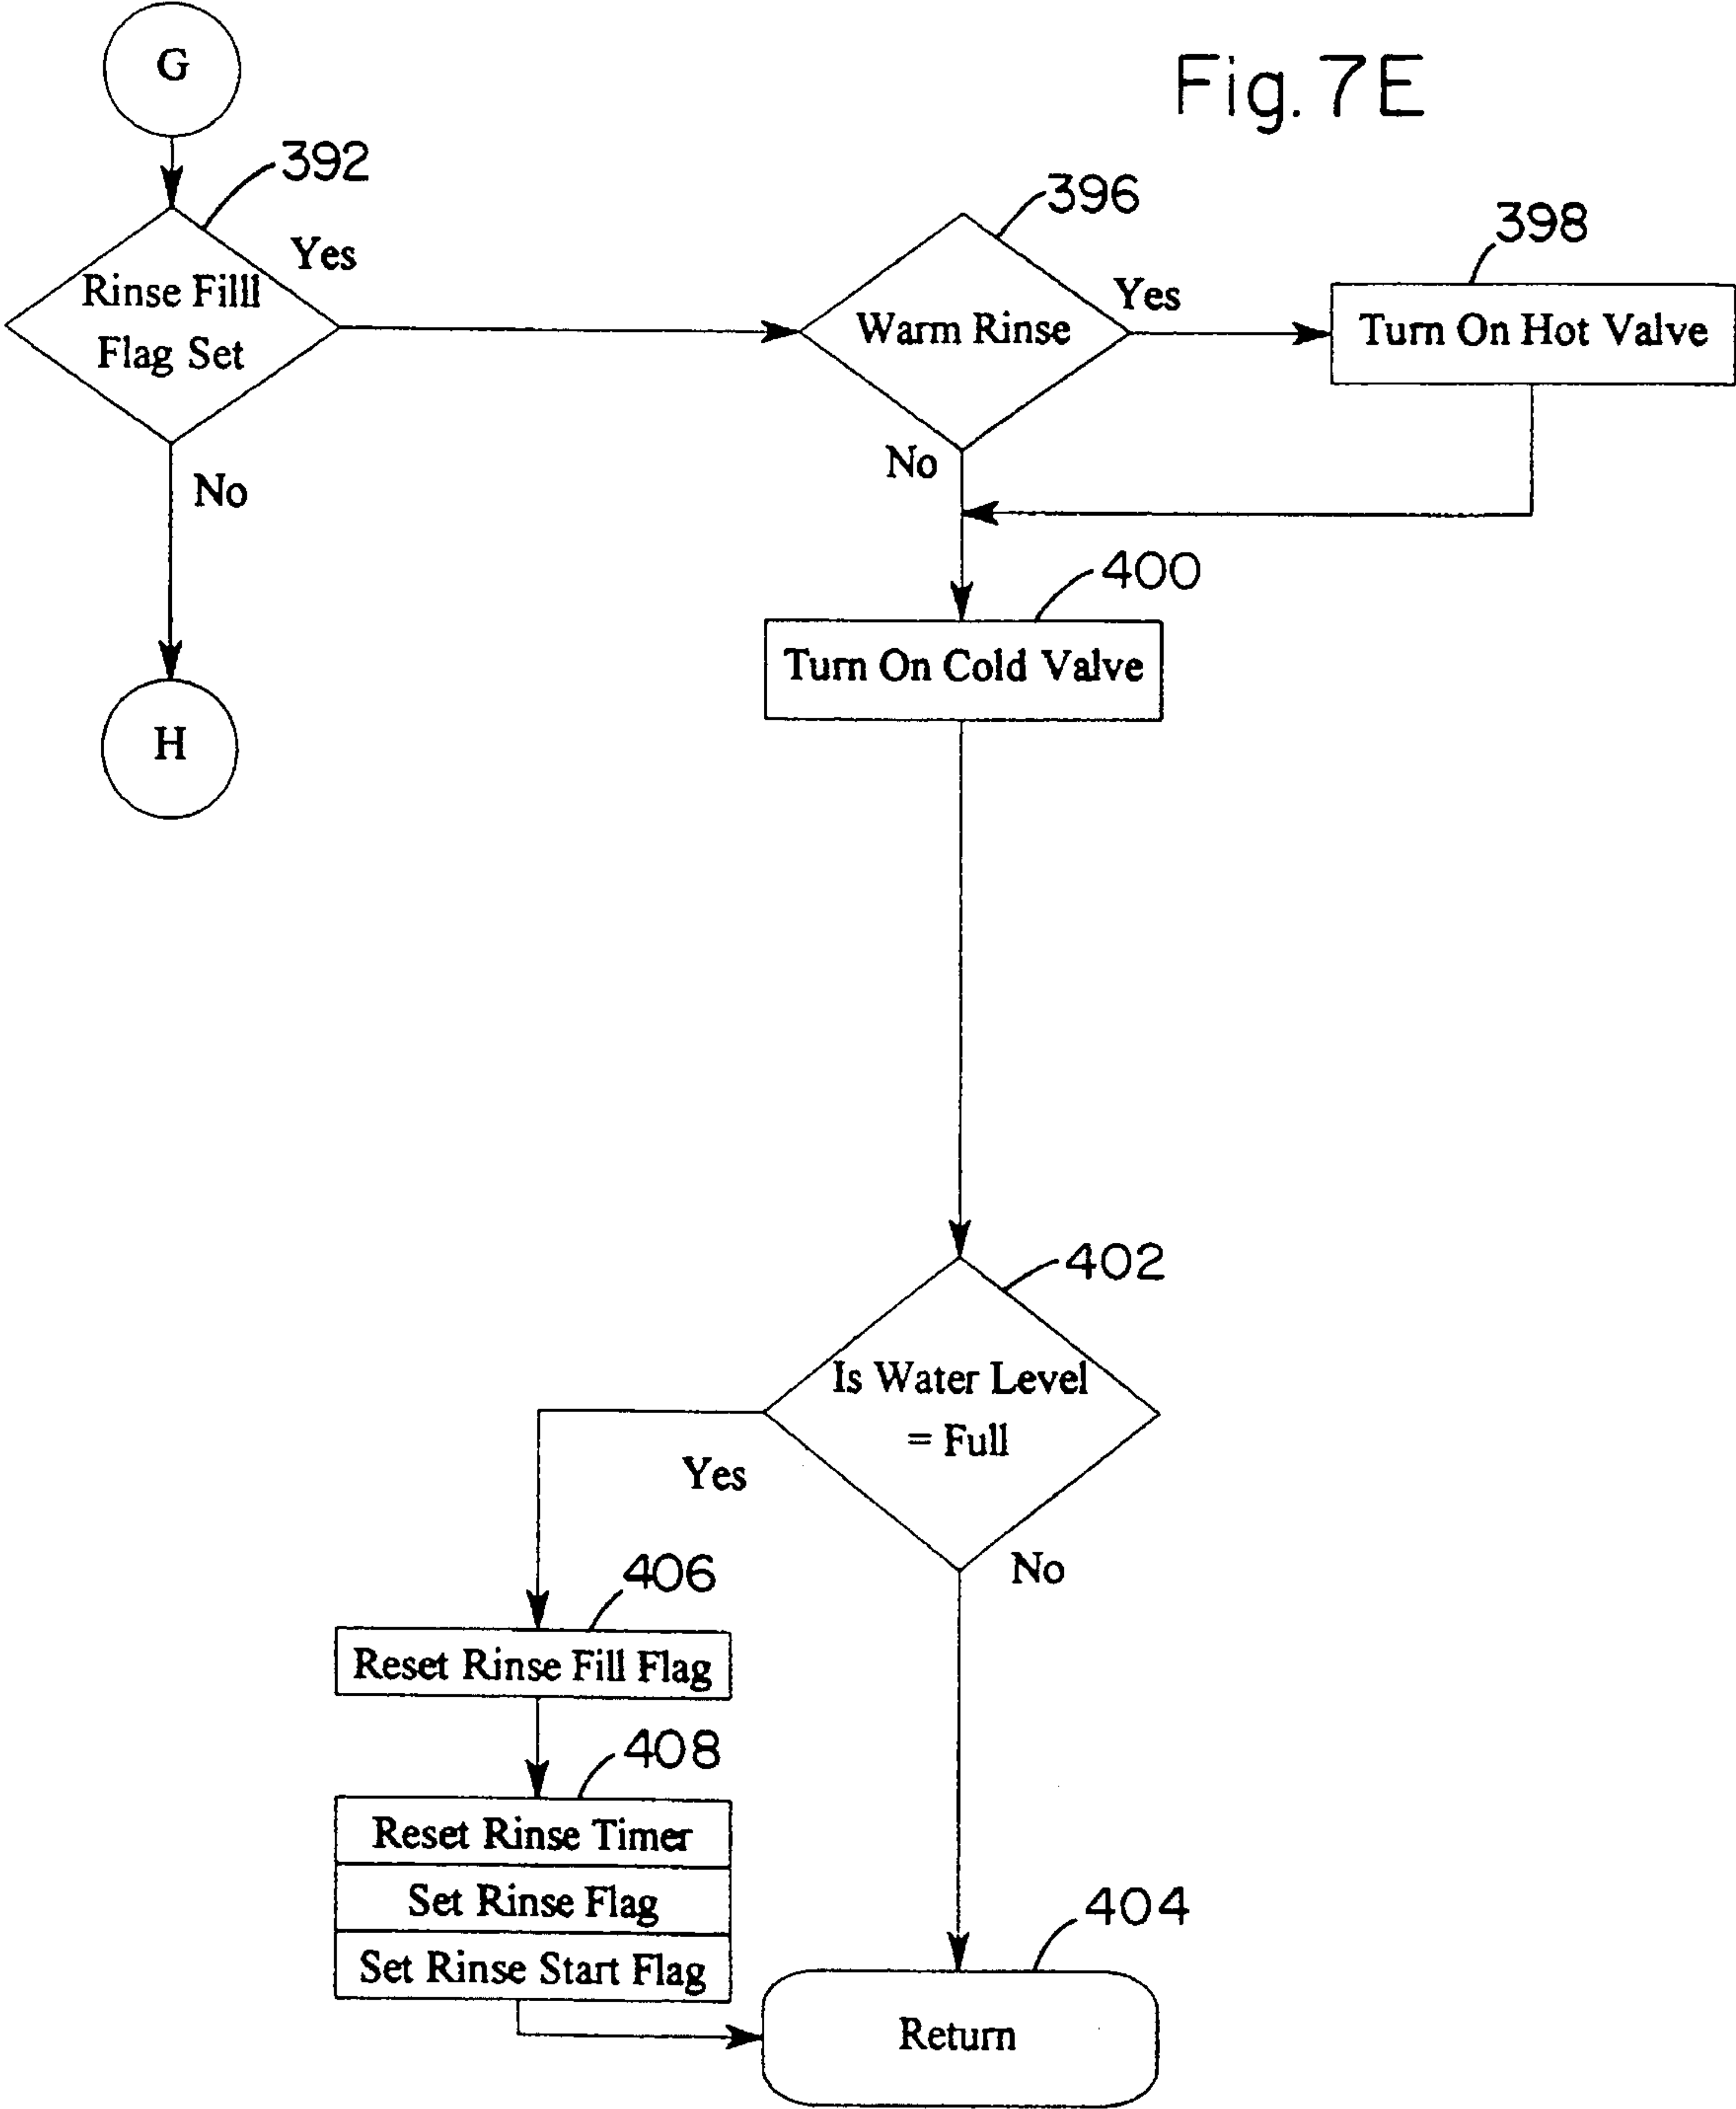 G
Fig. 7E
392
396
398
Yes
Rinse Filll
Flag Set
Warm Rinse
Yes
Turn On Hot Valve
No
No
400
Turn On Cold Valve
H
402
Is Water Level
= Full
Yes
No
406
Reset Rinse Fill Flag
408
Reset Rinse Timer
Set Rinse Flag
Set Rinse Start Flag
404
Return